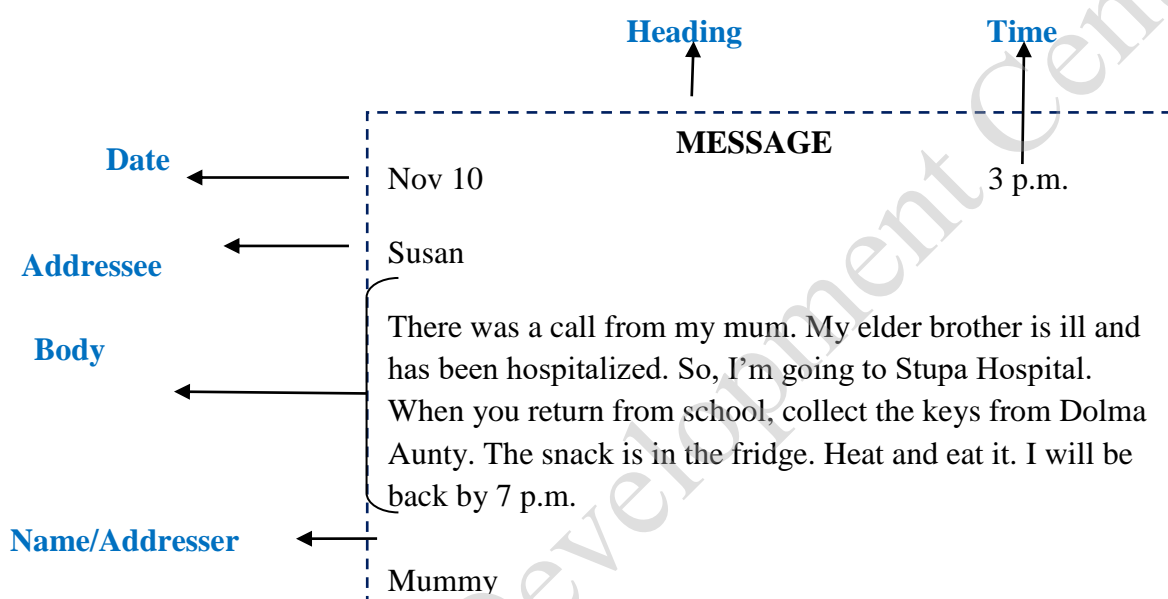 Heading Time
MESSAGE
Date
Nov 10 3 p.m.
Susan
Addressee
There was a call from my mum. My elder brother is ill and
Body
has been hospitalized. So, I’m going to Stupa Hospital.
When you return from school, collect the keys from Dolma
Aunty. The snack is in the fridge. Heat and eat it. I will be
back by 7 p.m.
Name/Addresser
Mummy
Development